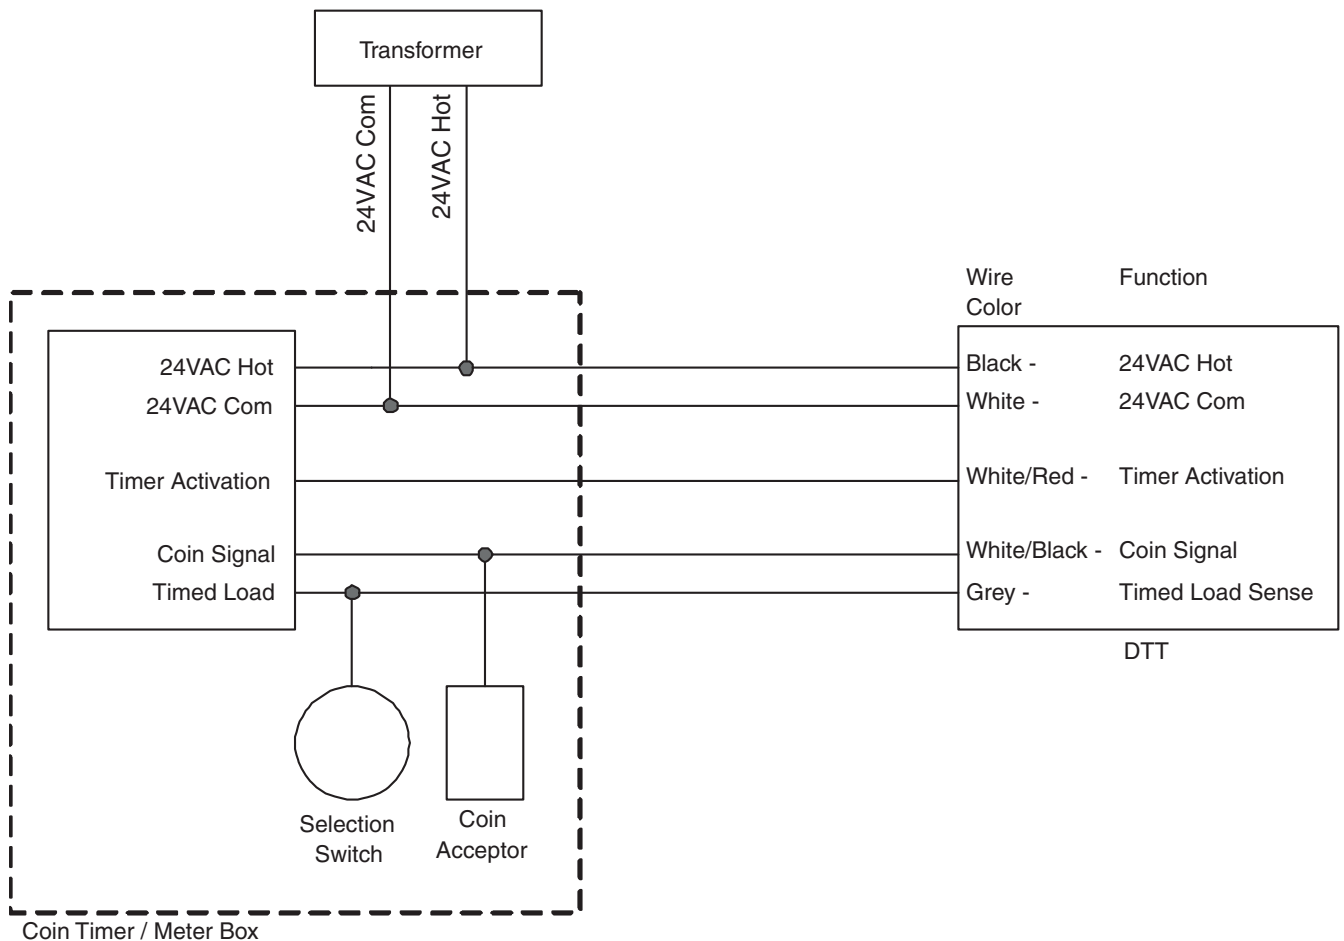 Transformer
24VAC Com
24VAC Hot
Wire Color
Function
24VAC Hot
24VAC Com
Timer Activation
Coin Signal
Timed Load
Black - 24VAC Hot
White - 24VAC Com
White/Red - Timer Activation
White/Black - Coin Signal
Grey - Timed Load Sense
DTT
Selection
Switch
Coin
Acceptor
Coin Timer / Meter Box